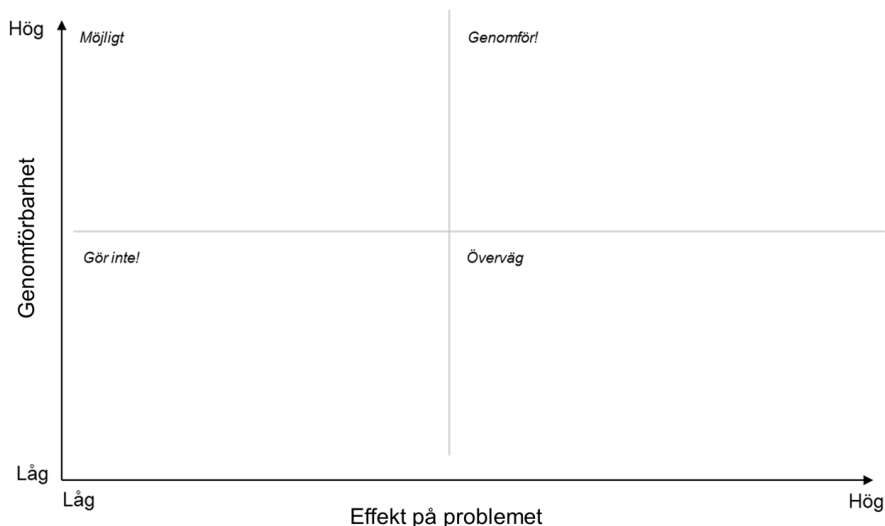 Hög
Möjligt
Genomför!
Genomförbarhet
Gör inte!
Överväg
Låg
Låg
Hög
Effekt på problemet